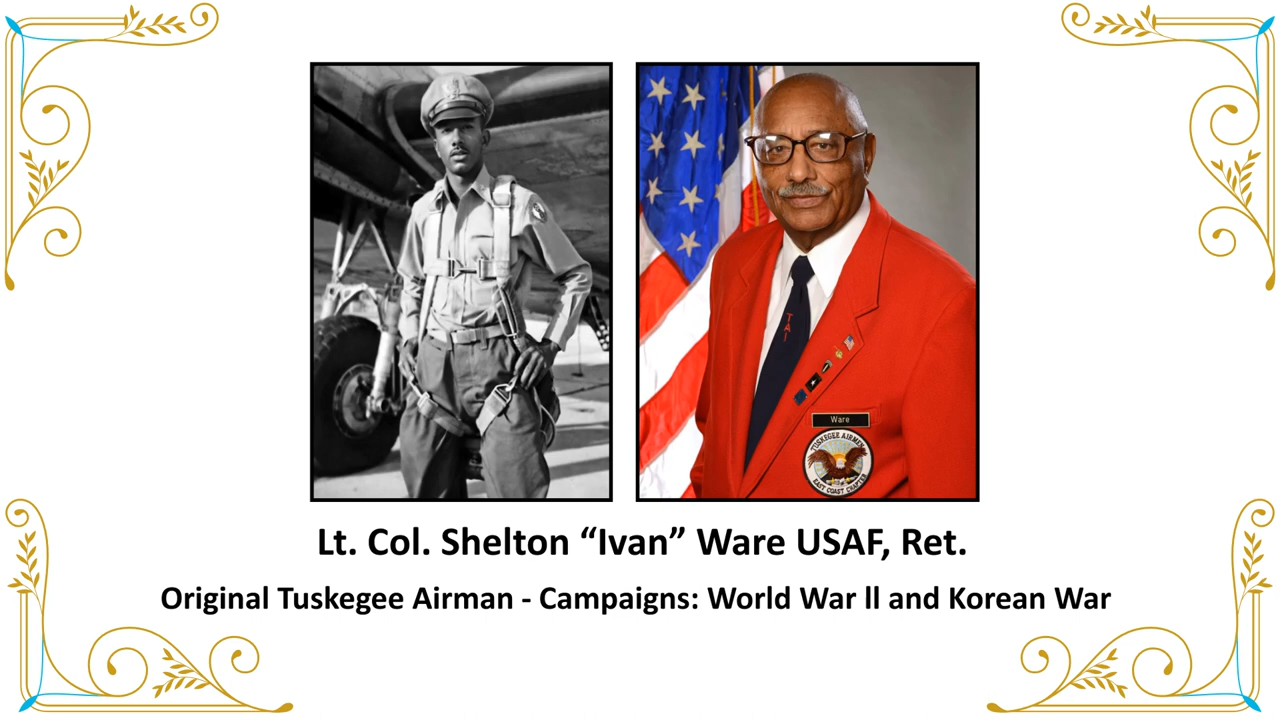 TAI
Ware
TUSKEGEE AIRMEN
EAST COAST CHAPTER
Lt. Col. Shelton “Ivan” Ware USAF, Ret.
Original Tuskegee Airman - Campaigns: World War ll and Korean War